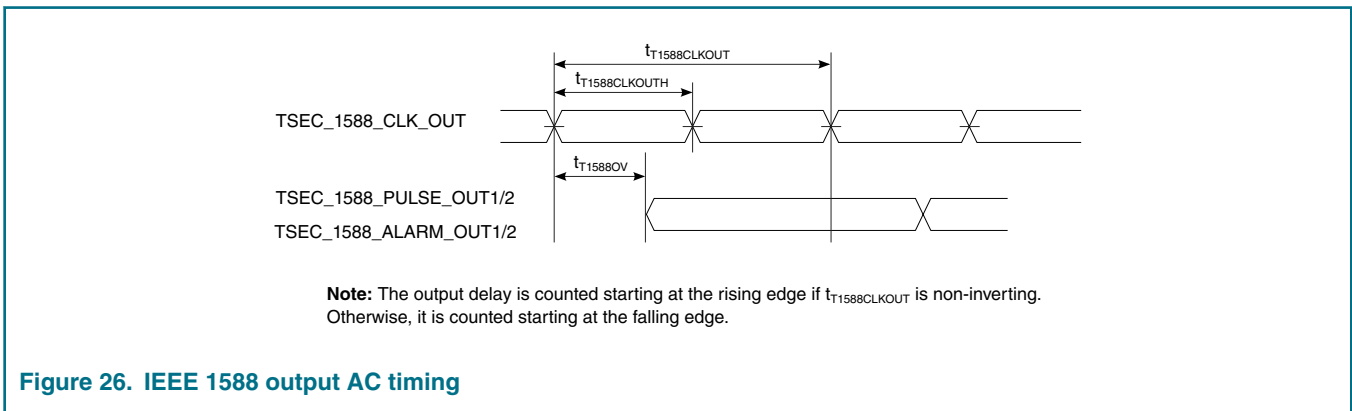 tT1588CLKOUT
tT1588CLKOUTH
TSEC_1588_CLK_OUT
tT1588OV
TSEC_1588_PULSE_OUT1/2
TSEC_1588_ALARM_OUT1/2
Note: The output delay is counted starting at the rising edge if tT1588CLKOUT is non-inverting.
Otherwise, it is counted starting at the falling edge.
Figure 26. IEEE 1588 output AC timing